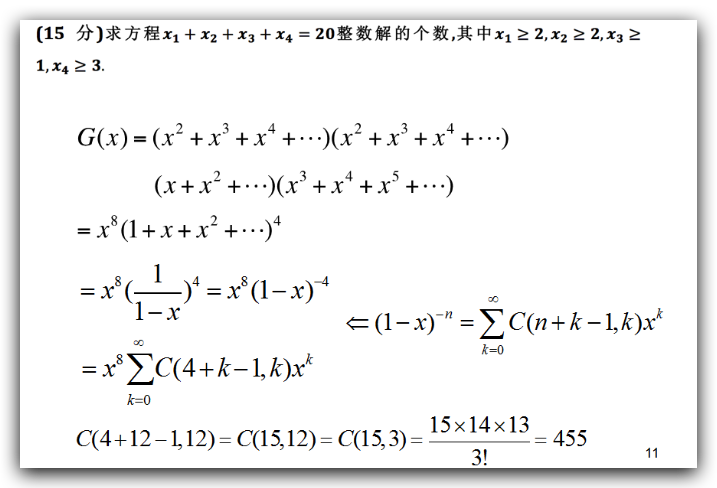 (15 分)求方程x₁ + x₂ + x₃ + x₄ = 20整数解的个数,其中x₁ ≥ 2, x₂ ≥ 2, x₃ ≥
1, x₄ ≥ 3.
G(x) = (x² + x³ + x⁴ + ⋯)(x² + x³ + x⁴ + ⋯)
(x + x² + ⋯)(x³ + x⁴ + x⁵ + ⋯)
= x⁸(1 + x + x² + ⋯)⁴
= x⁸(1/(1−x))⁴ = x⁸(1−x)⁻⁴
⇐ (1−x)⁻ⁿ = ∑_{k=0}^{∞} C(n+k−1,k)xᵏ
= x⁸ ∑_{k=0}^{∞} C(4+k−1,k)xᵏ
C(4+12−1,12) = C(15,12) = C(15,3) = (15×14×13)/3! = 455
11